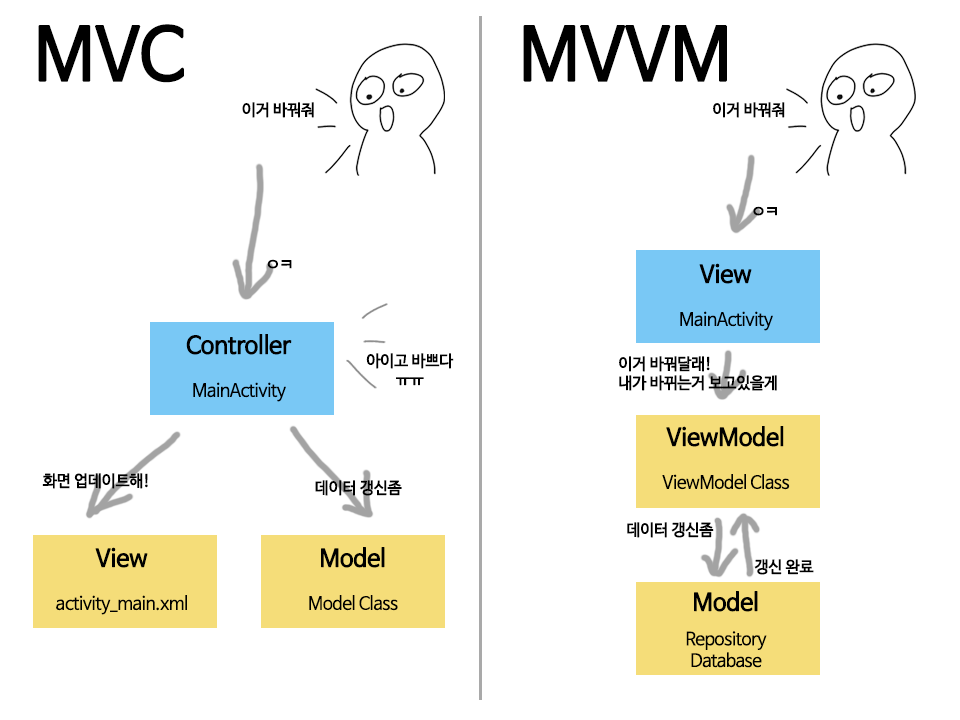 MVC
이거 바꿔줘
ㅇㅋ
Controller
MainActivity
아이고 바쁘다
ㅠㅠ
화면 업데이트해!
데이터 갱신좀
View
activity_main.xml
Model
Model Class
MVVM
이거 바꿔줘
ㅇㅋ
View
MainActivity
이거 바꿔달래!
내가 바뀌는거 보고있을게
ViewModel
ViewModel Class
데이터 갱신좀
갱신 완료
Model
Repository
Database